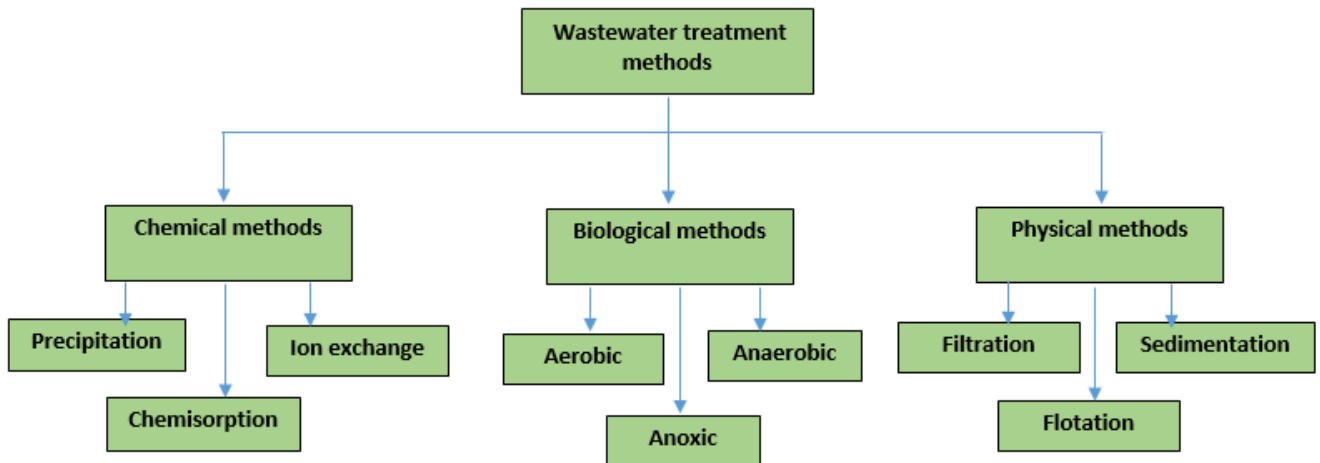 Wastewater treatment
methods
Chemical methods
Biological methods
Physical methods
Precipitation
Chemisorption
Ion exchange
Aerobic
Anoxic
Anaerobic
Filtration
Flotation
Sedimentation